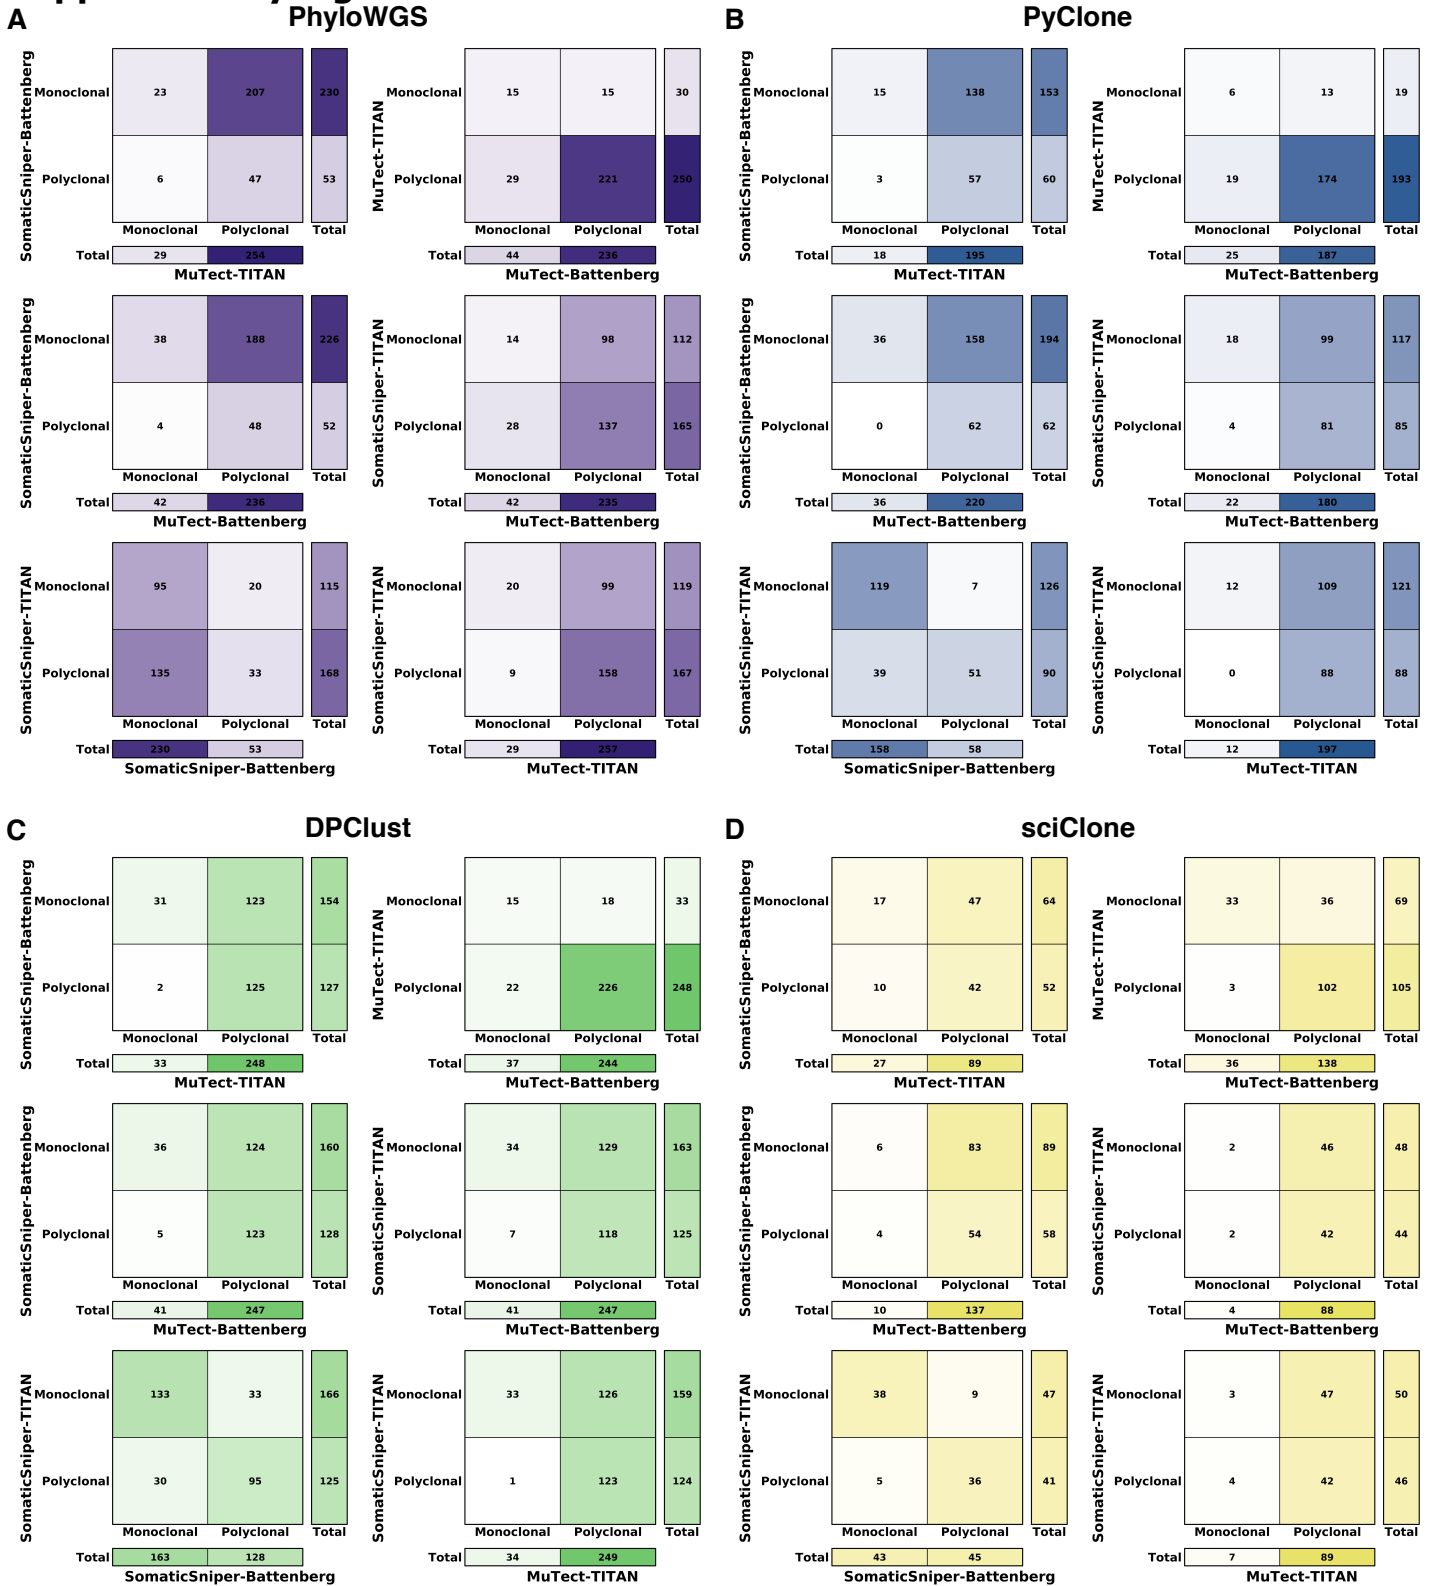 A PhyloWGS
SomaticSniper-Battenberg
Monoclonal 23 207 230
Polyclonal 6 47 53
Monoclonal Polyclonal Total
Total 29 254
MuTect-TITAN
MuTect-TITAN
Monoclonal 15 15 30
Polyclonal 29 221 250
Monoclonal Polyclonal Total
Total 44 236
MuTect-Battenberg
SomaticSniper-Battenberg
Monoclonal 38 188 226
Polyclonal 4 48 52
Monoclonal Polyclonal Total
Total 42 236
MuTect-Battenberg
SomaticSniper-TITAN
Monoclonal 14 98 112
Polyclonal 28 137 165
Monoclonal Polyclonal Total
Total 42 235
MuTect-Battenberg
SomaticSniper-TITAN
Monoclonal 95 20 115
Polyclonal 135 33 168
Monoclonal Polyclonal Total
Total 230 53
SomaticSniper-Battenberg
SomaticSniper-TITAN
Monoclonal 20 99 119
Polyclonal 9 158 167
Monoclonal Polyclonal Total
Total 29 257
MuTect-TITAN
B PyClone
SomaticSniper-Battenberg
Monoclonal 15 138 153
Polyclonal 3 57 60
Monoclonal Polyclonal Total
Total 18 195
MuTect-TITAN
MuTect-TITAN
Monoclonal 6 13 19
Polyclonal 19 174 193
Monoclonal Polyclonal Total
Total 25 187
MuTect-Battenberg
SomaticSniper-Battenberg
Monoclonal 36 158 194
Polyclonal 0 62 62
Monoclonal Polyclonal Total
Total 36 220
MuTect-Battenberg
SomaticSniper-TITAN
Monoclonal 18 99 117
Polyclonal 4 81 85
Monoclonal Polyclonal Total
Total 22 180
MuTect-Battenberg
SomaticSniper-TITAN
Monoclonal 119 7 126
Polyclonal 39 51 90
Monoclonal Polyclonal Total
Total 158 58
SomaticSniper-Battenberg
SomaticSniper-TITAN
Monoclonal 12 109 121
Polyclonal 0 88 88
Monoclonal Polyclonal Total
Total 12 197
MuTect-TITAN
C DPClust
SomaticSniper-Battenberg
Monoclonal 31 123 154
Polyclonal 2 125 127
Monoclonal Polyclonal Total
Total 33 248
MuTect-TITAN
MuTect-TITAN
Monoclonal 15 18 33
Polyclonal 22 226 248
Monoclonal Polyclonal Total
Total 37 244
MuTect-Battenberg
SomaticSniper-Battenberg
Monoclonal 36 124 160
Polyclonal 5 123 128
Monoclonal Polyclonal Total
Total 41 247
MuTect-Battenberg
SomaticSniper-TITAN
Monoclonal 34 129 163
Polyclonal 7 118 125
Monoclonal Polyclonal Total
Total 41 247
MuTect-Battenberg
SomaticSniper-TITAN
Monoclonal 133 33 166
Polyclonal 30 95 125
Monoclonal Polyclonal Total
Total 163 128
SomaticSniper-Battenberg
SomaticSniper-TITAN
Monoclonal 33 126 159
Polyclonal 1 123 124
Monoclonal Polyclonal Total
Total 34 249
MuTect-TITAN
D sciClone
SomaticSniper-Battenberg
Monoclonal 17 47 64
Polyclonal 10 42 52
Monoclonal Polyclonal Total
Total 27 89
MuTect-TITAN
MuTect-TITAN
Monoclonal 33 36 69
Polyclonal 3 102 105
Monoclonal Polyclonal Total
Total 36 138
MuTect-Battenberg
SomaticSniper-Battenberg
Monoclonal 6 83 89
Polyclonal 4 54 58
Monoclonal Polyclonal Total
Total 10 137
MuTect-Battenberg
SomaticSniper-TITAN
Monoclonal 2 46 48
Polyclonal 2 42 44
Monoclonal Polyclonal Total
Total 4 88
MuTect-Battenberg
SomaticSniper-TITAN
Monoclonal 38 9 47
Polyclonal 5 36 41
Monoclonal Polyclonal Total
Total 43 45
SomaticSniper-Battenberg
SomaticSniper-TITAN
Monoclonal 3 47 50
Polyclonal 4 42 46
Monoclonal Polyclonal Total
Total 7 89
MuTect-TITAN